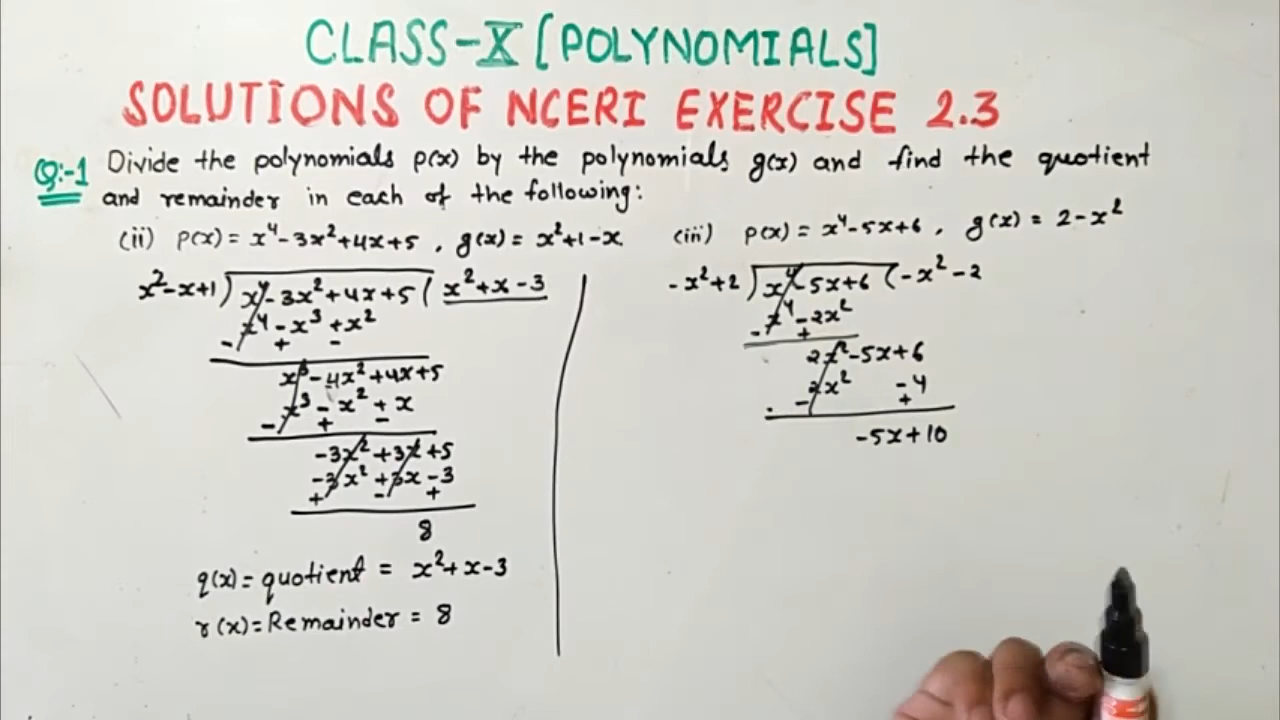 CLASS-X [POLYNOMIALS]
SOLUTIONS OF NCERI EXERCISE 2.3
Q:-1 Divide the polynomials p(x) by the polynomials g(x) and find the quotient
and remainder in each of the following:
(ii) p(x) = x⁴-3x²+4x+5, g(x) = x²+1-x
x²-x+1) x⁴-3x²+4x+5 ( x²+x-3
x⁴-x³+x²
- + -
x³-4x²+4x+5
x³-x²+x
- + -
-3x²+3x+5
-3x²+3x-3
+ - +
8
q(x) = quotient = x²+x-3
r(x) = Remainder = 8
(iii) p(x) = x⁴-5x+6, g(x) = 2-x²
-x²+2) x⁴-5x+6 (-x²-2
x⁴-2x²
- +
2x²-5x+6
2x² -4
- +
-5x+10